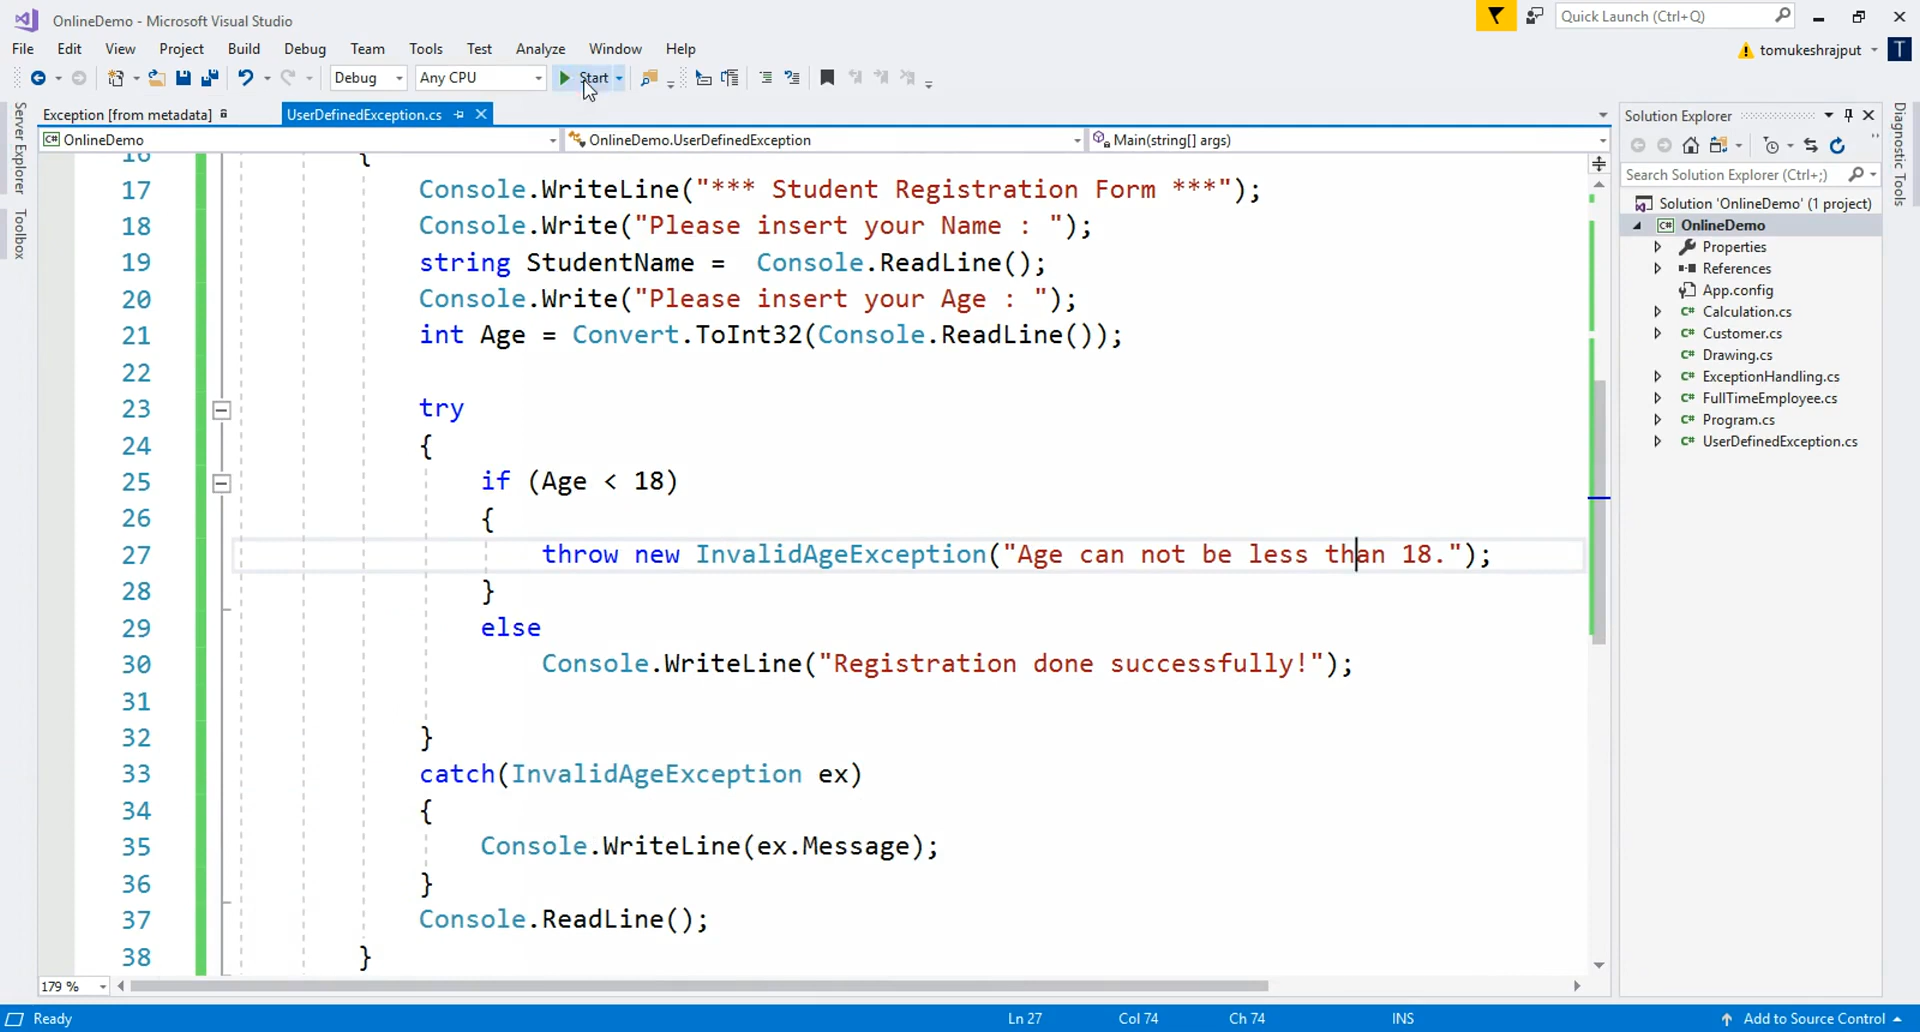 OnlineDemo - Microsoft Visual Studio
Quick Launch (Ctrl+Q)
File Edit View Project Build Debug Team Tools Test Analyze Window Help
tomukeshrajput T
Debug Any CPU Start
Exception [from metadata] UserDefinedException.cs
C# OnlineDemo OnlineDemo.UserDefinedException Main(string[] args)
16 {
17 Console.WriteLine("*** Student Registration Form ***");
18 Console.Write("Please insert your Name : ");
19 string StudentName =  Console.ReadLine();
20 Console.Write("Please insert your Age : ");
21 int Age = Convert.ToInt32(Console.ReadLine());
22
23 try
24 {
25 if (Age < 18)
26 {
27 throw new InvalidAgeException("Age can not be less than 18.");
28 }
29 else
30 Console.WriteLine("Registration done successfully!");
31
32 }
33 catch(InvalidAgeException ex)
34 {
35 Console.WriteLine(ex.Message);
36 }
37 Console.ReadLine();
38 }
179 %
Server Explorer
Toolbox
Solution Explorer
Search Solution Explorer (Ctrl+;)
Solution 'OnlineDemo' (1 project)
C# OnlineDemo
Properties
References
App.config
C# Calculation.cs
C# Customer.cs
C# Drawing.cs
C# ExceptionHandling.cs
C# FullTimeEmployee.cs
C# Program.cs
C# UserDefinedException.cs
Diagnostic Tools
Ready Ln 27 Col 74 Ch 74 INS Add to Source Control